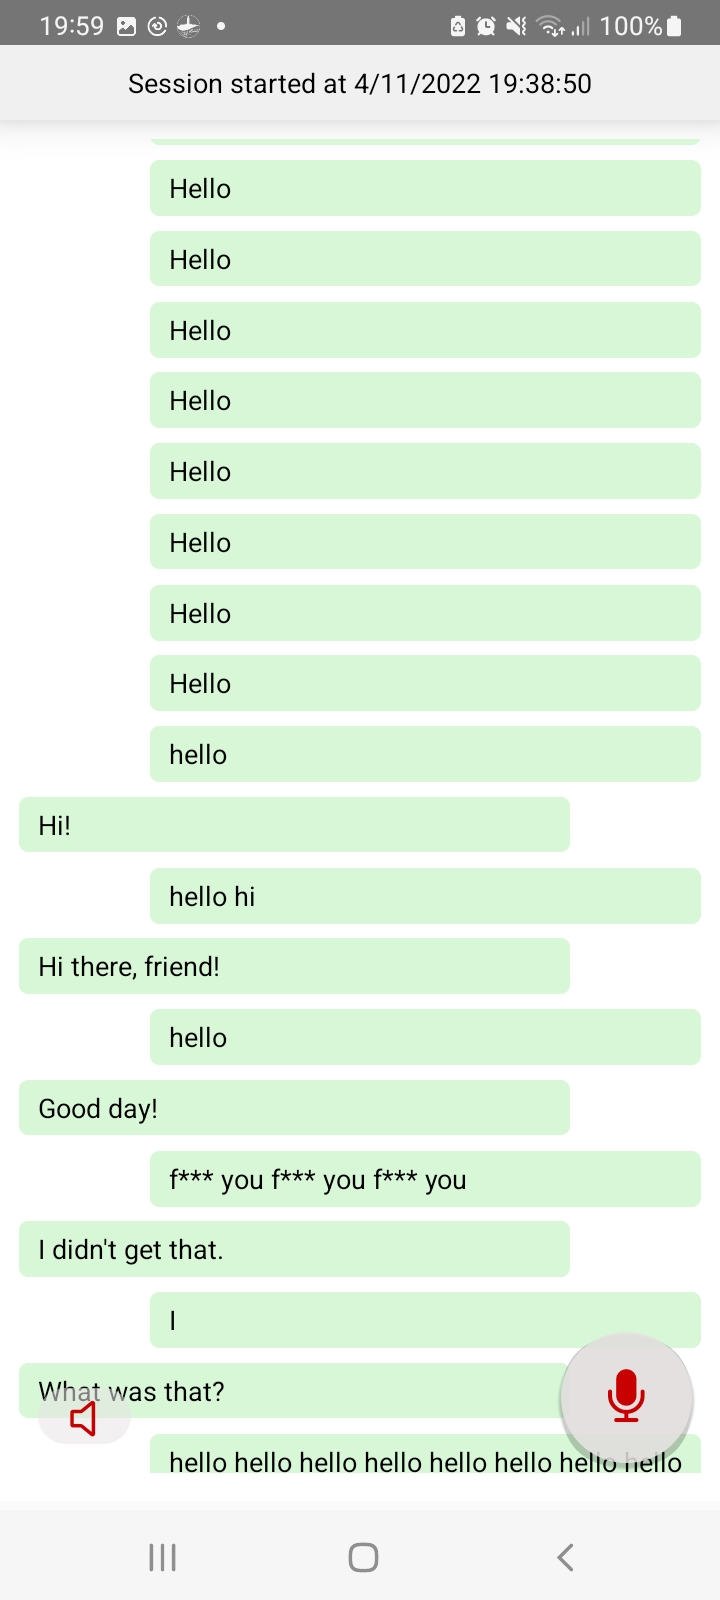 19:59
100%
Session started at 4/11/2022 19:38:50
Hello
Hello
Hello
Hello
Hello
Hello
Hello
Hello
hello
Hi!
hello hi
Hi there, friend!
hello
Good day!
f*** you f*** you f*** you
I didn't get that.
I
What was that?
hello hello hello hello hello hello hello hello